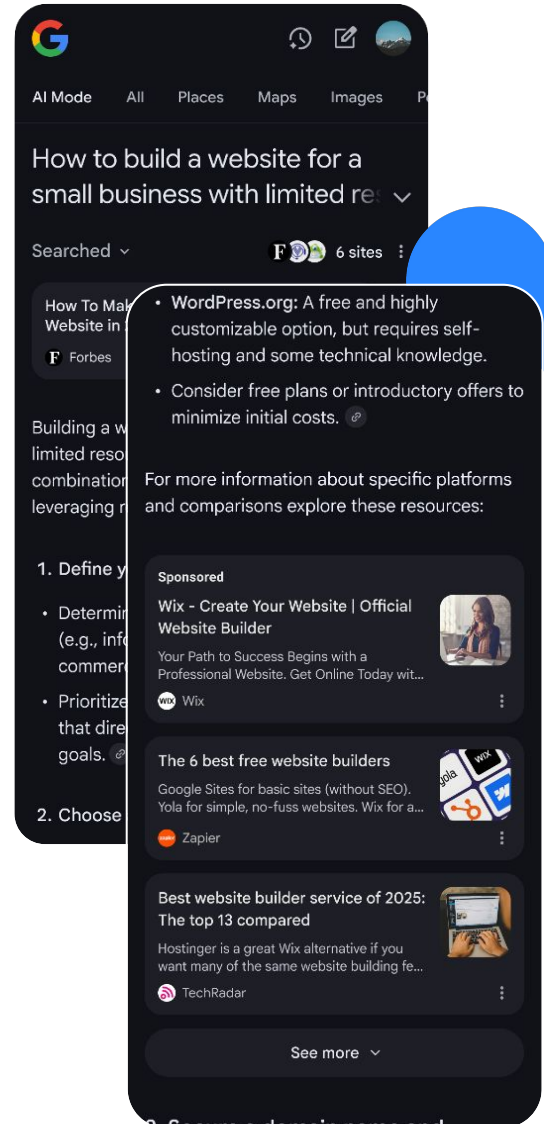 AI Mode All Places Maps Images
How to build a website for a
small business with limited re
Searched
6 sites
How To Mak
Website in
Forbes
Building a w
limited reso
combination
leveraging r
1. Define y
• Determin
(e.g., info
commerc
• Prioritize
that dire
goals.
2. Choose
• WordPress.org: A free and highly
customizable option, but requires self-
hosting and some technical knowledge.
• Consider free plans or introductory offers to
minimize initial costs.
For more information about specific platforms
and comparisons explore these resources:
Sponsored
Wix - Create Your Website | Official
Website Builder
Your Path to Success Begins with a
Professional Website. Get Online Today wit...
WIX Wix
The 6 best free website builders
Google Sites for basic sites (without SEO).
Yola for simple, no-fuss websites. Wix for a...
yola
WIX
Zapier
Best website builder service of 2025:
The top 13 compared
Hostinger is a great Wix alternative if you
want many of the same website building fe...
TechRadar
See more